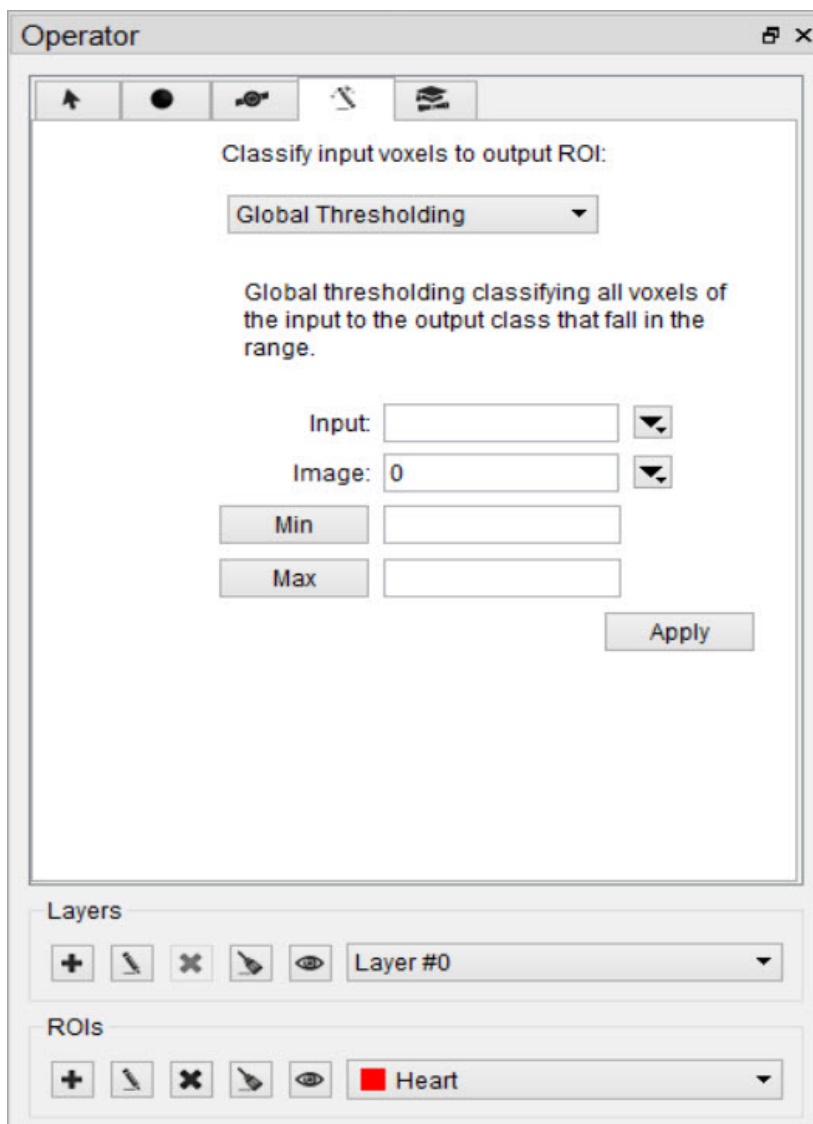 Operator
Classify input voxels to output ROI:
Global Thresholding
Global thresholding classifying all voxels of
the input to the output class that fall in the
range.
Input:
Image: 0
Min
Max
Apply
Layers
Layer #0
ROIs
Heart